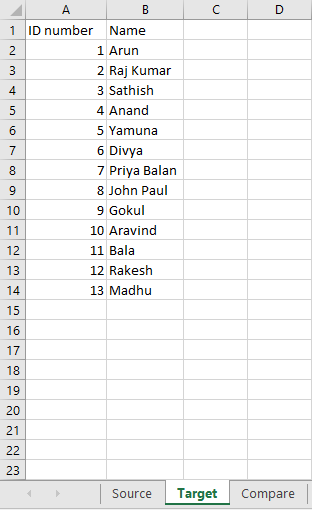 A B C D
1 ID number Name
2 1 Arun
3 2 Raj Kumar
4 3 Sathish
5 4 Anand
6 5 Yamuna
7 6 Divya
8 7 Priya Balan
9 8 John Paul
10 9 Gokul
11 10 Aravind
12 11 Bala
13 12 Rakesh
14 13 Madhu
15
16
17
18
19
20
21
22
23
Source Target Compare